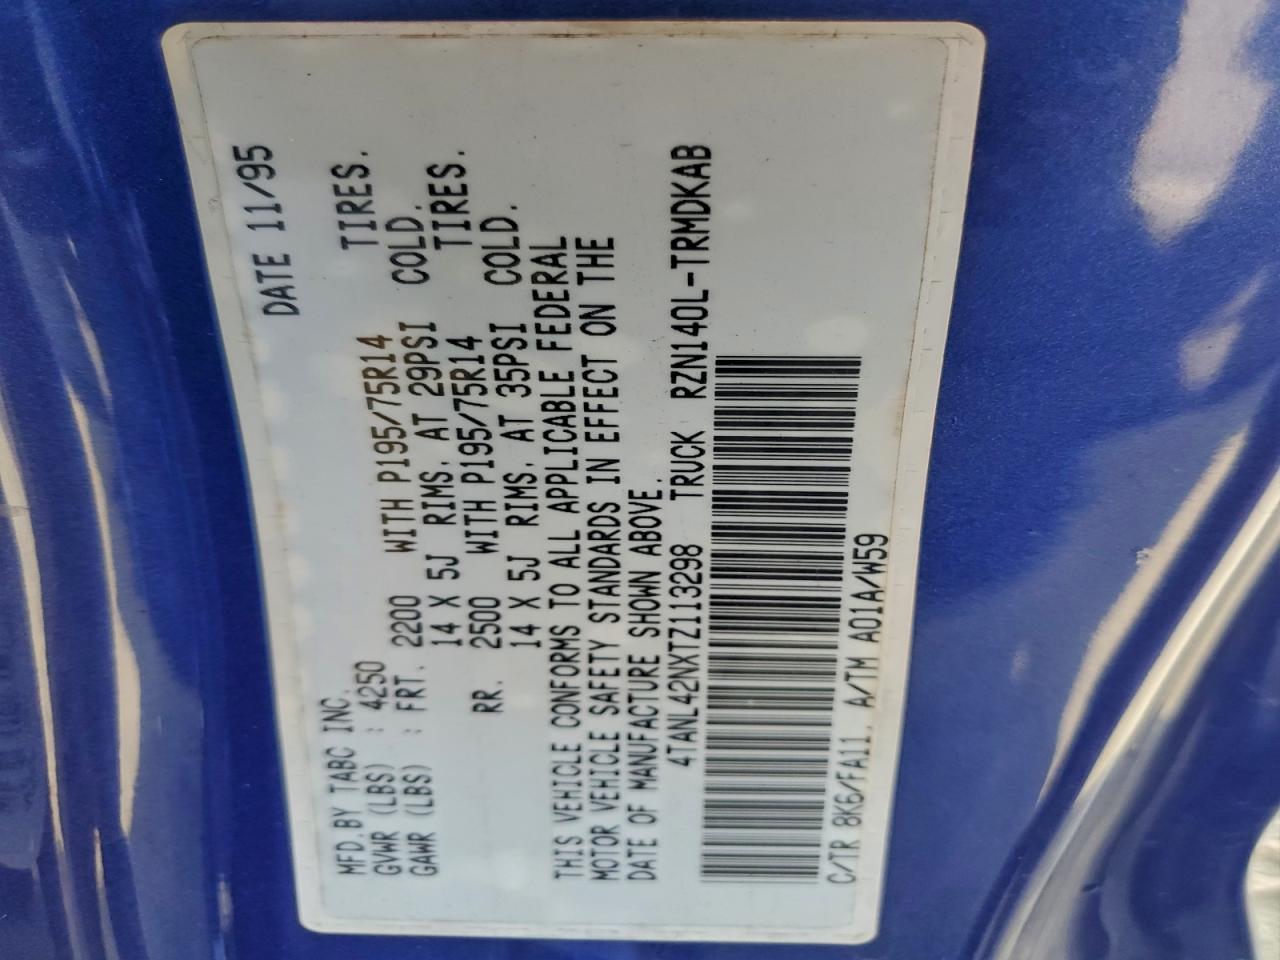 DATE 11/95
MFD.BY TABC INC.
GVWR (LBS) : 4250
GAWR (LBS) : FRT. 2200 WITH P195/75R14 TIRES.
14 X 5J RIMS. AT 29PSI COLD.
RR. 2500 WITH P195/75R14 TIRES.
14 X 5J RIMS. AT 35PSI COLD.
THIS VEHICLE CONFORMS TO ALL APPLICABLE FEDERAL
MOTOR VEHICLE SAFETY STANDARDS IN EFFECT ON THE
DATE OF MANUFACTURE SHOWN ABOVE.
4TANL42NXTZ113298 TRUCK RZN140L-TRMDKAB
C/TR 8K6/FA11. A/TM A01A/W59